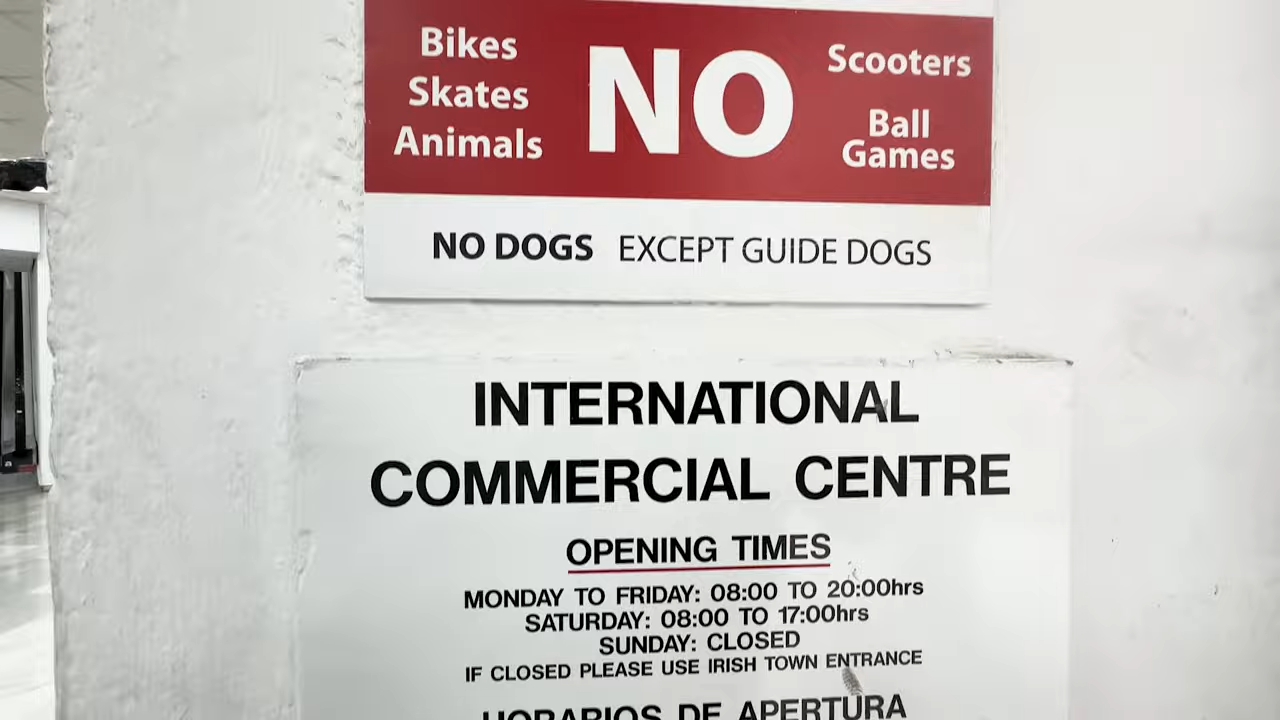 Bikes
Skates
Animals
NO
Scooters
Ball
Games
NO DOGS EXCEPT GUIDE DOGS
INTERNATIONAL
COMMERCIAL CENTRE
OPENING TIMES
MONDAY TO FRIDAY: 08:00 TO 20:00hrs
SATURDAY: 08:00 TO 17:00hrs
SUNDAY: CLOSED
IF CLOSED PLEASE USE IRISH TOWN ENTRANCE
HORARIOS DE APERTURA